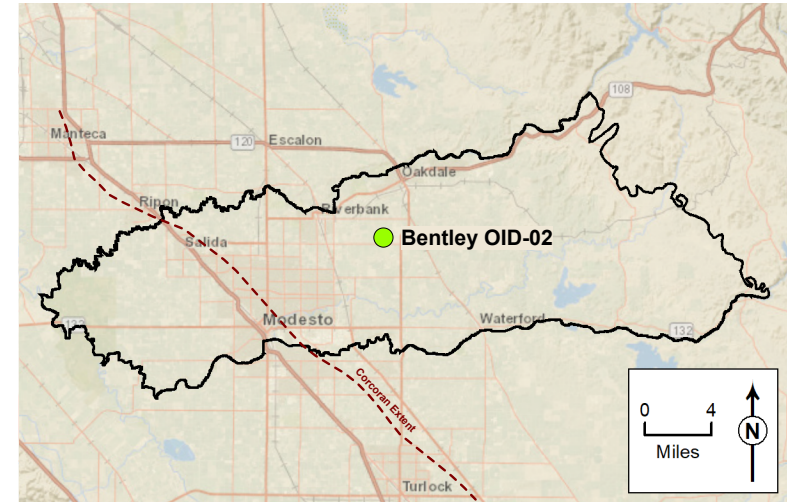 108
Manteca
120
Escalon
Oakdale
Ripon
Riverbank
Salida
Bentley OID-02
Modesto
Waterford
132
132
Corcoran Extent
Turlock
0 4
Miles
N